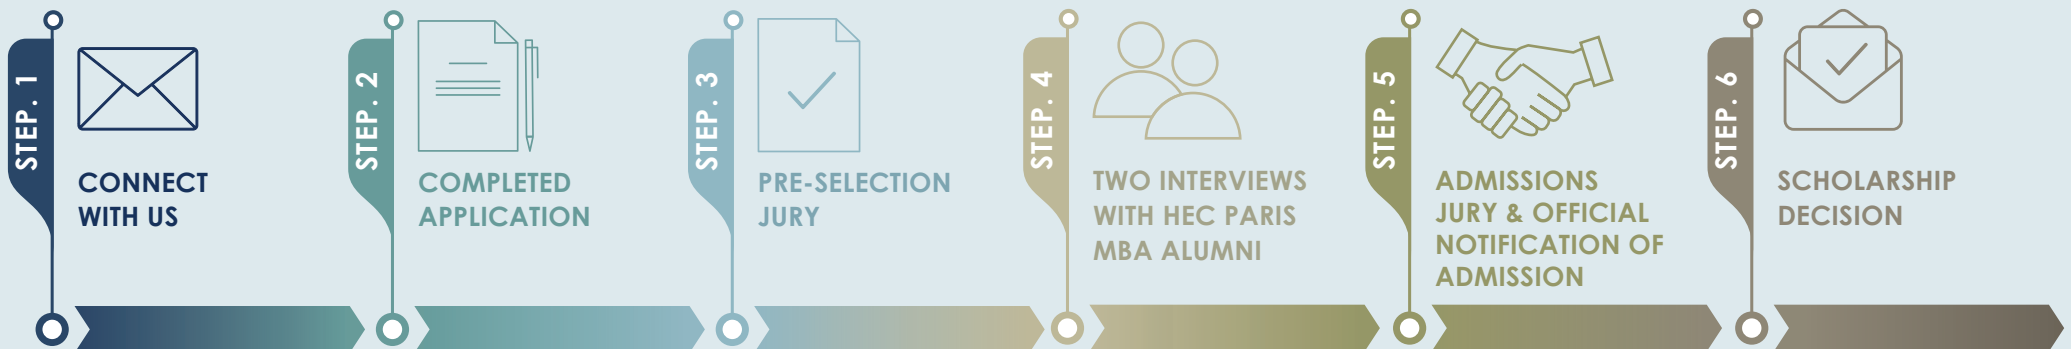 STEP. 1
CONNECT
WITH US
STEP. 2
COMPLETED
APPLICATION
STEP. 3
PRE-SELECTION
JURY
STEP. 4
TWO INTERVIEWS
WITH HEC PARIS
MBA ALUMNI
STEP. 5
ADMISSIONS
JURY & OFFICIAL
NOTIFICATION OF
ADMISSION
STEP. 6
SCHOLARSHIP
DECISION